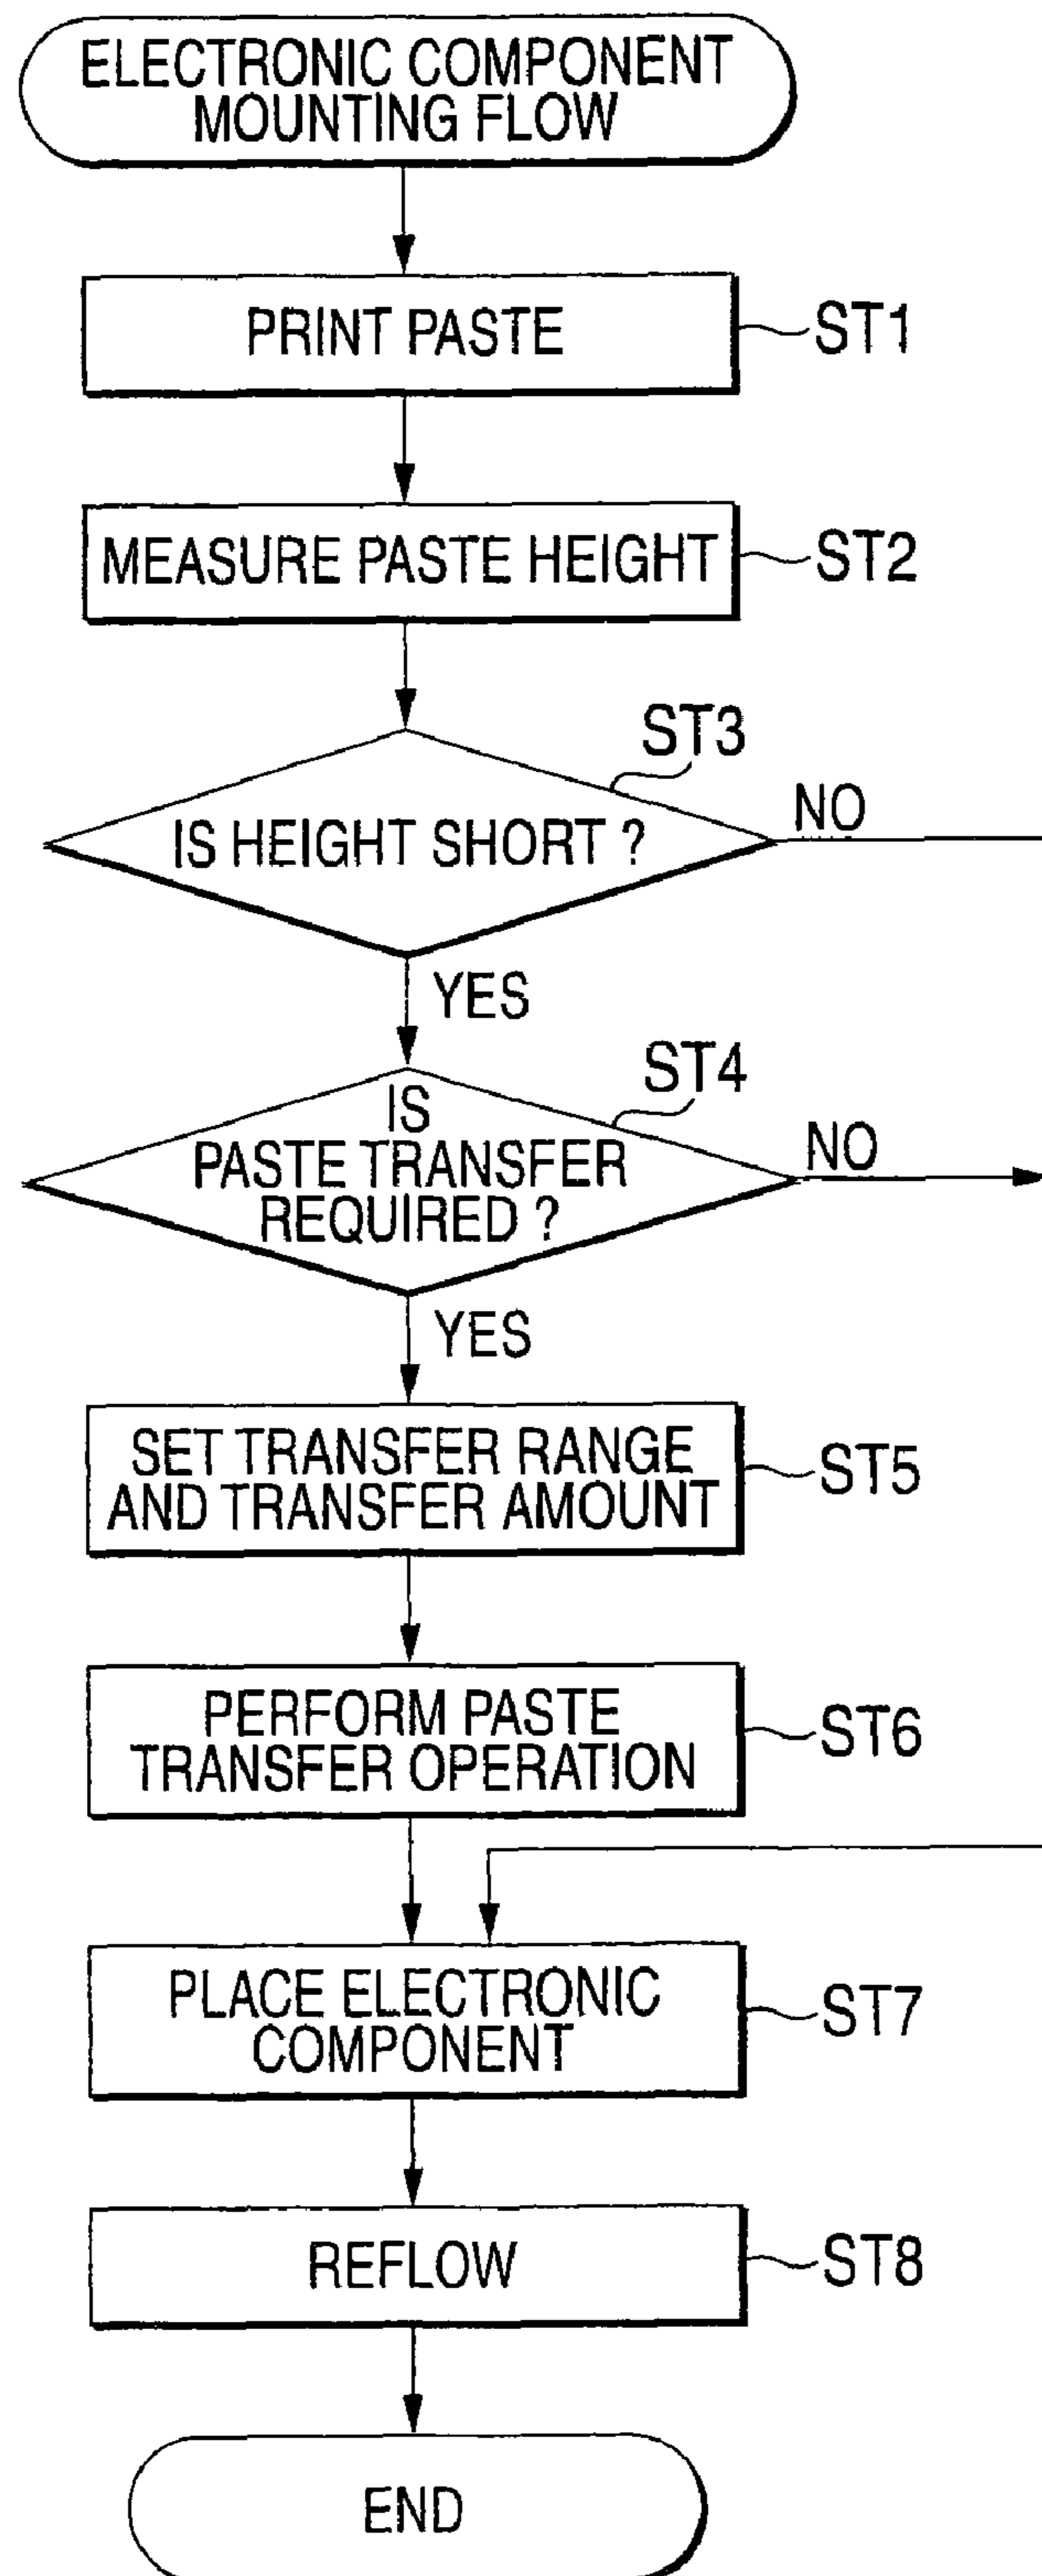 ELECTRONIC COMPONENT
MOUNTING FLOW
PRINT PASTE
ST1
MEASURE PASTE HEIGHT
ST2
ST3
IS HEIGHT SHORT ?
NO
YES
ST4
IS
PASTE TRANSFER
REQUIRED ?
NO
YES
SET TRANSFER RANGE
AND TRANSFER AMOUNT
ST5
PERFORM PASTE
TRANSFER OPERATION
ST6
PLACE ELECTRONIC
COMPONENT
ST7
REFLOW
ST8
END